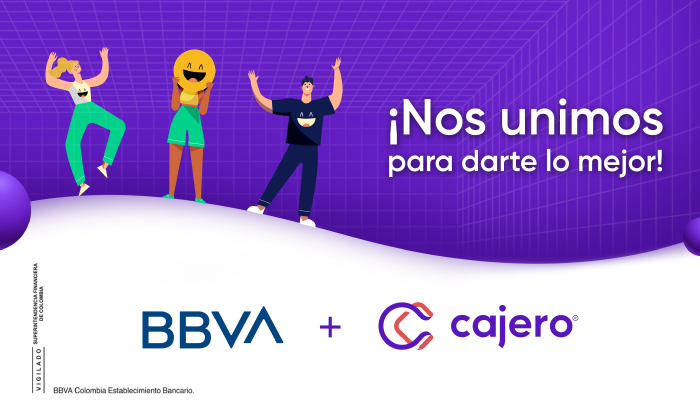 ¡Nos unimos
para darte lo mejor!
BBVA + cajero®
VIGILADO SUPERINTENDENCIA FINANCIERA
DE COLOMBIA
BBVA Colombia Establecimiento Bancario.